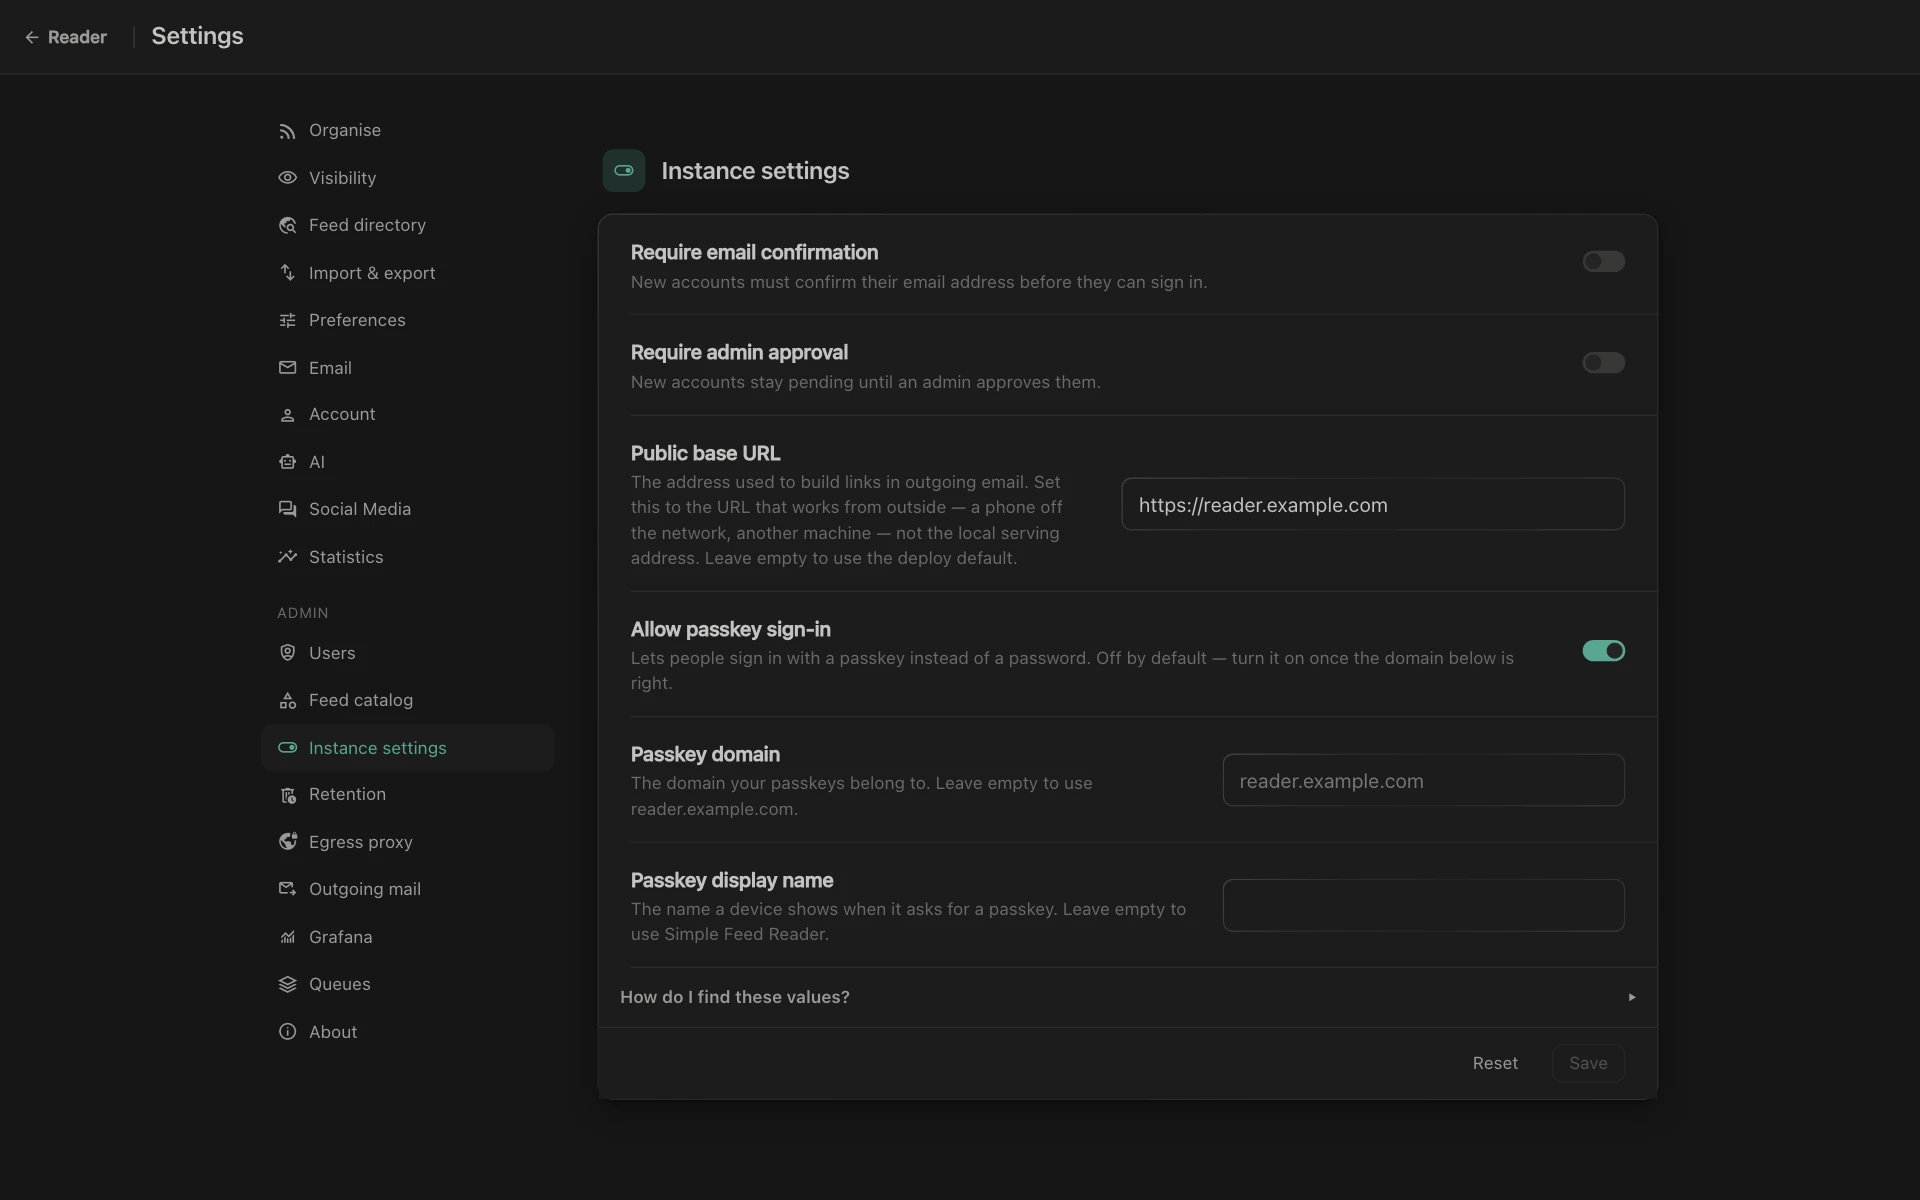 Reader
Settings
Organise
Visibility
Feed directory
Import & export
Preferences
Email
Account
AI
Social Media
Statistics
ADMIN
Users
Feed catalog
Instance settings
Retention
Egress proxy
Outgoing mail
Grafana
Queues
About
Instance settings
Require email confirmation
New accounts must confirm their email address before they can sign in.
Require admin approval
New accounts stay pending until an admin approves them.
Public base URL
The address used to build links in outgoing email. Set
this to the URL that works from outside — a phone off
the network, another machine — not the local serving
address. Leave empty to use the deploy default.
https://reader.example.com
Allow passkey sign-in
Lets people sign in with a passkey instead of a password. Off by default — turn it on once the domain below is
right.
Passkey domain
The domain your passkeys belong to. Leave empty to use
reader.example.com.
reader.example.com
Passkey display name
The name a device shows when it asks for a passkey. Leave empty to
use Simple Feed Reader.
How do I find these values?
Reset
Save